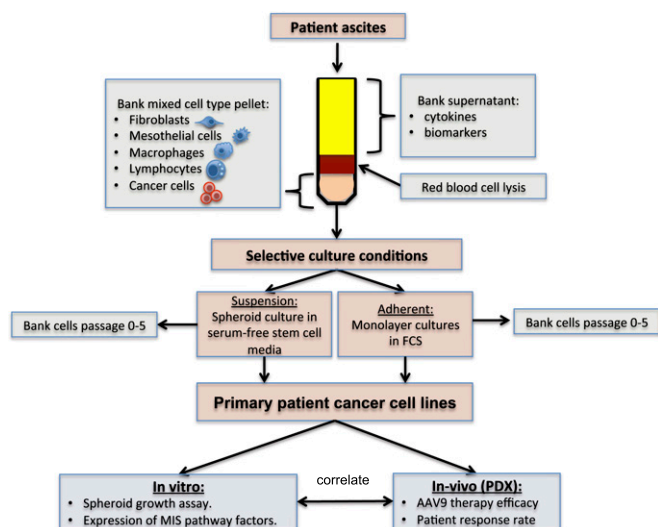 Patient ascites
Bank mixed cell type pellet:
• Fibroblasts
• Mesothelial cells
• Macrophages
• Lymphocytes
• Cancer cells
Bank supernatant:
• cytokines
• biomarkers
Red blood cell lysis
Selective culture conditions
Suspension:
Spheroid culture in
serum-free stem cell
media
Adherent:
Monolayer cultures
in FCS
Bank cells passage 0-5
Bank cells passage 0-5
Primary patient cancer cell lines
In vitro:
• Spheroid growth assay.
• Expression of MIS pathway factors.
correlate
In-vivo (PDX):
• AAV9 therapy efficacy
• Patient response rate